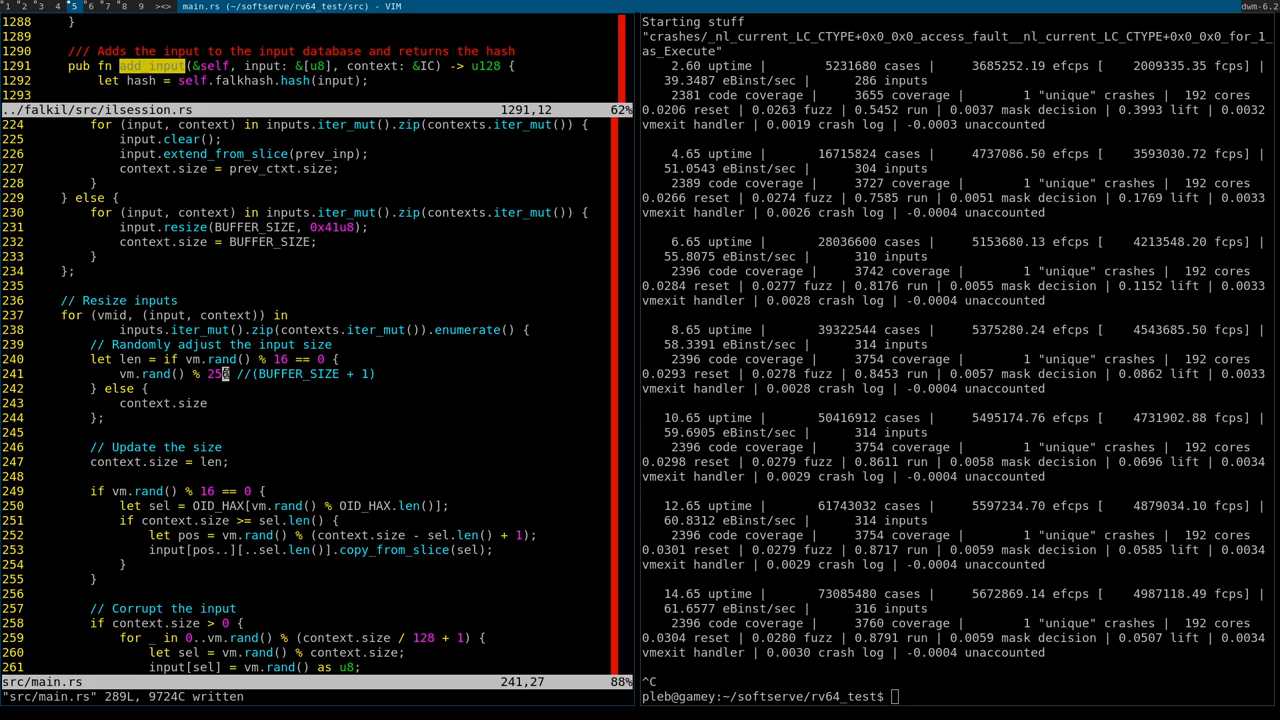 1 2 3 4 5 6 7 8 9 ><> main.rs (~/softserve/rv64_test/src) - VIM dwm-6.2
1288 }
1289
1290 /// Adds the input to the input database and returns the hash
1291 pub fn add_input(&self, input: &[u8], context: &IC) -> u128 {
1292 let hash = self.falkhash.hash(input);
1293
../falkil/src/ilsession.rs 1291,12 62%
224 for (input, context) in inputs.iter_mut().zip(contexts.iter_mut()) {
225 input.clear();
226 input.extend_from_slice(prev_inp);
227 context.size = prev_ctxt.size;
228 }
229 } else {
230 for (input, context) in inputs.iter_mut().zip(contexts.iter_mut()) {
231 input.resize(BUFFER_SIZE, 0x41u8);
232 context.size = BUFFER_SIZE;
233 }
234 };
235
236 // Resize inputs
237 for (vmid, (input, context)) in
238 inputs.iter_mut().zip(contexts.iter_mut()).enumerate() {
239 // Randomly adjust the input size
240 let len = if vm.rand() % 16 == 0 {
241 vm.rand() % 256 //(BUFFER_SIZE + 1)
242 } else {
243 context.size
244 };
245
246 // Update the size
247 context.size = len;
248
249 if vm.rand() % 16 == 0 {
250 let sel = OID_HAX[vm.rand() % OID_HAX.len()];
251 if context.size >= sel.len() {
252 let pos = vm.rand() % (context.size - sel.len() + 1);
253 input[pos..][..sel.len()].copy_from_slice(sel);
254 }
255 }
256
257 // Corrupt the input
258 if context.size > 0 {
259 for _ in 0..vm.rand() % (context.size / 128 + 1) {
260 let sel = vm.rand() % context.size;
261 input[sel] = vm.rand() as u8;
src/main.rs 241,27 88%
"src/main.rs" 289L, 9724C written
Starting stuff
"crashes/_nl_current_LC_CTYPE+0x0_0x0_access_fault__nl_current_LC_CTYPE+0x0_0x0_for_1_
as_Execute"
2.60 uptime | 5231680 cases | 3685252.19 efcps [ 2009335.35 fcps] |
39.3487 eBinst/sec | 286 inputs
2381 code coverage | 3655 coverage | 1 "unique" crashes | 192 cores
0.0206 reset | 0.0263 fuzz | 0.5452 run | 0.0037 mask decision | 0.3993 lift | 0.0032
vmexit handler | 0.0019 crash log | -0.0003 unaccounted
4.65 uptime | 16715824 cases | 4737086.50 efcps [ 3593030.72 fcps] |
51.0543 eBinst/sec | 304 inputs
2389 code coverage | 3727 coverage | 1 "unique" crashes | 192 cores
0.0266 reset | 0.0274 fuzz | 0.7585 run | 0.0051 mask decision | 0.1769 lift | 0.0033
vmexit handler | 0.0026 crash log | -0.0004 unaccounted
6.65 uptime | 28036600 cases | 5153680.13 efcps [ 4213548.20 fcps] |
55.8075 eBinst/sec | 310 inputs
2396 code coverage | 3742 coverage | 1 "unique" crashes | 192 cores
0.0284 reset | 0.0277 fuzz | 0.8176 run | 0.0055 mask decision | 0.1152 lift | 0.0033
vmexit handler | 0.0028 crash log | -0.0004 unaccounted
8.65 uptime | 39322544 cases | 5375280.24 efcps [ 4543685.50 fcps] |
58.3391 eBinst/sec | 314 inputs
2396 code coverage | 3754 coverage | 1 "unique" crashes | 192 cores
0.0293 reset | 0.0278 fuzz | 0.8453 run | 0.0057 mask decision | 0.0862 lift | 0.0033
vmexit handler | 0.0028 crash log | -0.0004 unaccounted
10.65 uptime | 50416912 cases | 5495174.76 efcps [ 4731902.88 fcps] |
59.6905 eBinst/sec | 314 inputs
2396 code coverage | 3754 coverage | 1 "unique" crashes | 192 cores
0.0298 reset | 0.0279 fuzz | 0.8611 run | 0.0058 mask decision | 0.0696 lift | 0.0034
vmexit handler | 0.0029 crash log | -0.0004 unaccounted
12.65 uptime | 61743032 cases | 5597234.70 efcps [ 4879034.10 fcps] |
60.8312 eBinst/sec | 314 inputs
2396 code coverage | 3754 coverage | 1 "unique" crashes | 192 cores
0.0301 reset | 0.0279 fuzz | 0.8717 run | 0.0059 mask decision | 0.0585 lift | 0.0034
vmexit handler | 0.0029 crash log | -0.0004 unaccounted
14.65 uptime | 73085480 cases | 5672869.14 efcps [ 4987118.49 fcps] |
61.6577 eBinst/sec | 316 inputs
2396 code coverage | 3760 coverage | 1 "unique" crashes | 192 cores
0.0304 reset | 0.0280 fuzz | 0.8791 run | 0.0059 mask decision | 0.0507 lift | 0.0034
vmexit handler | 0.0030 crash log | -0.0004 unaccounted
^C
pleb@gamey:~/softserve/rv64_test$